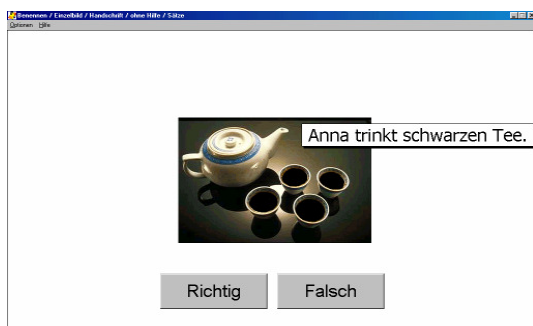 Benennen / Einzelbild / Handschrift / ohne Hilfe / Sätze
Optionen Hilfe
Anna trinkt schwarzen Tee.
Richtig Falsch